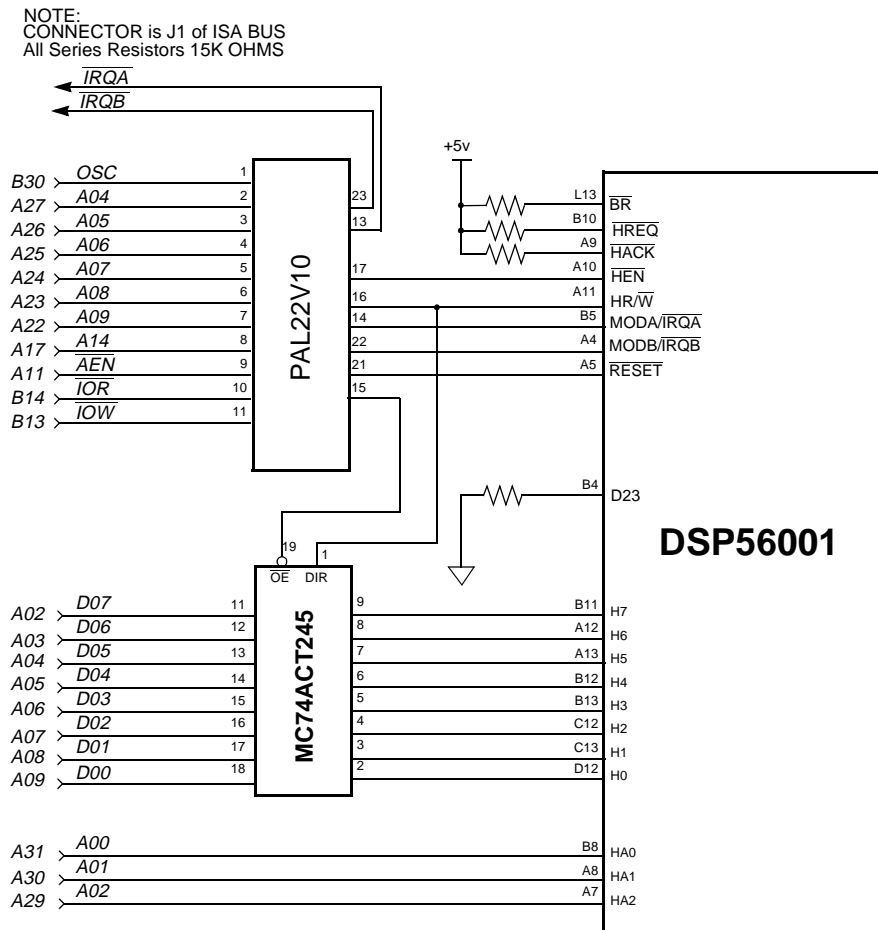 NOTE:
CONNECTOR is J1 of ISA BUS
All Series Resistors 15K OHMS
IRQA
IRQB
+5v
B30 OSC 1
A27 A04 2 23
A26 A05 3 13
A25 A06 4
A24 A07 5 17
A23 A08 6 16
A22 A09 7 14
A17 A14 8 22
A11 AEN 9 21
B14 IOR 10 15
B13 IOW 11
PAL22V10
L13 BR
B10 HREQ
A9 HACK
A10 HEN
A11 HR/W
B5 MODA/IRQA
A4 MODB/IRQB
A5 RESET
B4 D23
DSP56001
19 1
OE DIR
MC74ACT245
A02 D07 11 9 B11 H7
A03 D06 12 8 A12 H6
A04 D05 13 7 A13 H5
A05 D04 14 6 B12 H4
A06 D03 15 5 B13 H3
A07 D02 16 4 C12 H2
A08 D01 17 3 C13 H1
A09 D00 18 2 D12 H0
A31 A00 B8 HA0
A30 A01 A8 HA1
A29 A02 A7 HA2